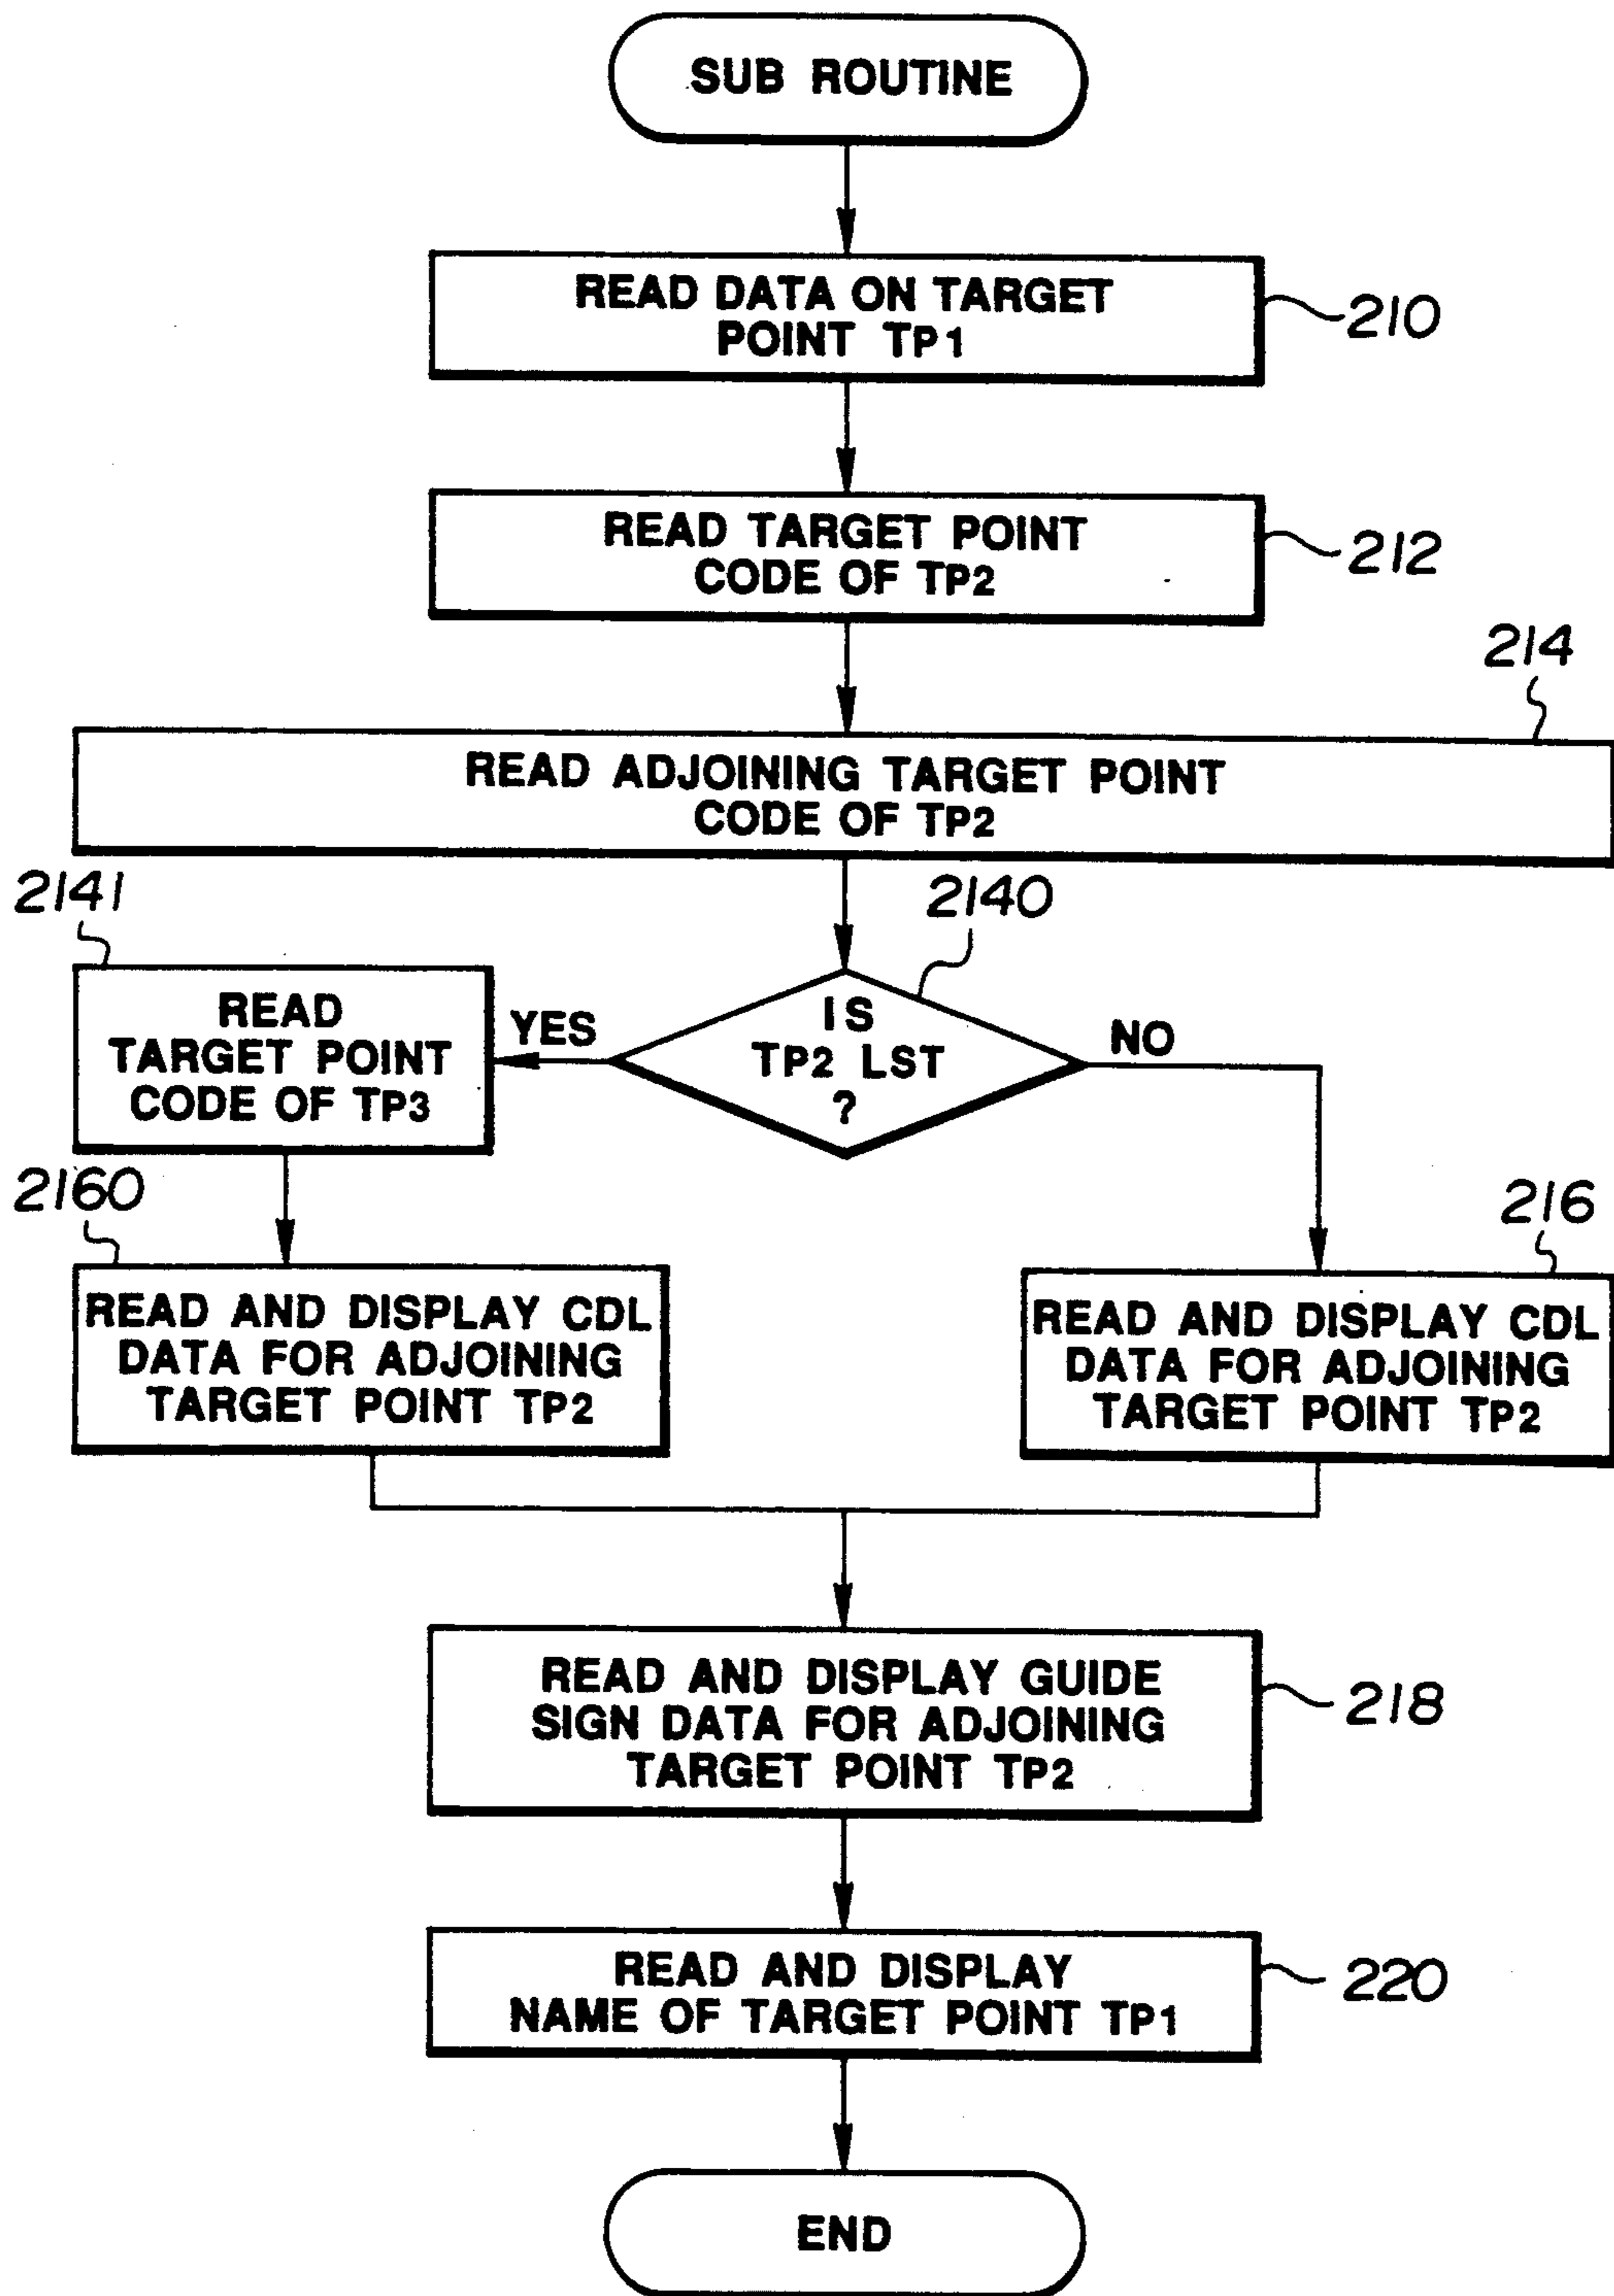 SUB ROUTINE
READ DATA ON TARGET
POINT TP1
210
READ TARGET POINT
CODE OF TP2
212
214
READ ADJOINING TARGET POINT
CODE OF TP2
2141
2140
READ
TARGET POINT
CODE OF TP3
YES
IS
TP2 LST
?
NO
2160
216
READ AND DISPLAY CDL
DATA FOR ADJOINING
TARGET POINT TP2
READ AND DISPLAY CDL
DATA FOR ADJOINING
TARGET POINT TP2
READ AND DISPLAY GUIDE
SIGN DATA FOR ADJOINING
TARGET POINT TP2
218
READ AND DISPLAY
NAME OF TARGET POINT TP1
220
END